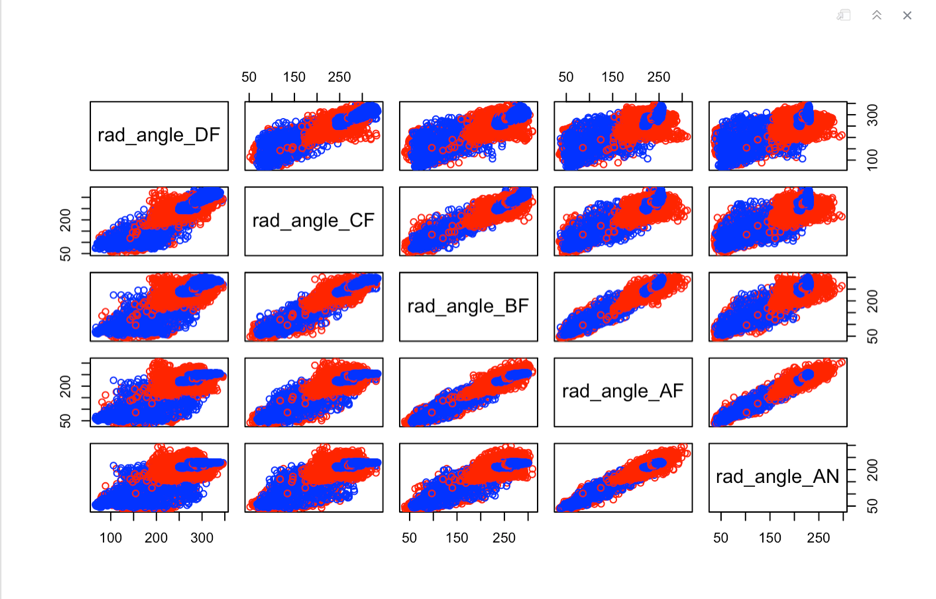 50 150 250 50 150 250
rad_angle_DF 100 300
50 200 rad_angle_CF
rad_angle_BF 50 200
50 200 rad_angle_AF
rad_angle_AN 50 200
100 200 300 50 150 250 50 150 250